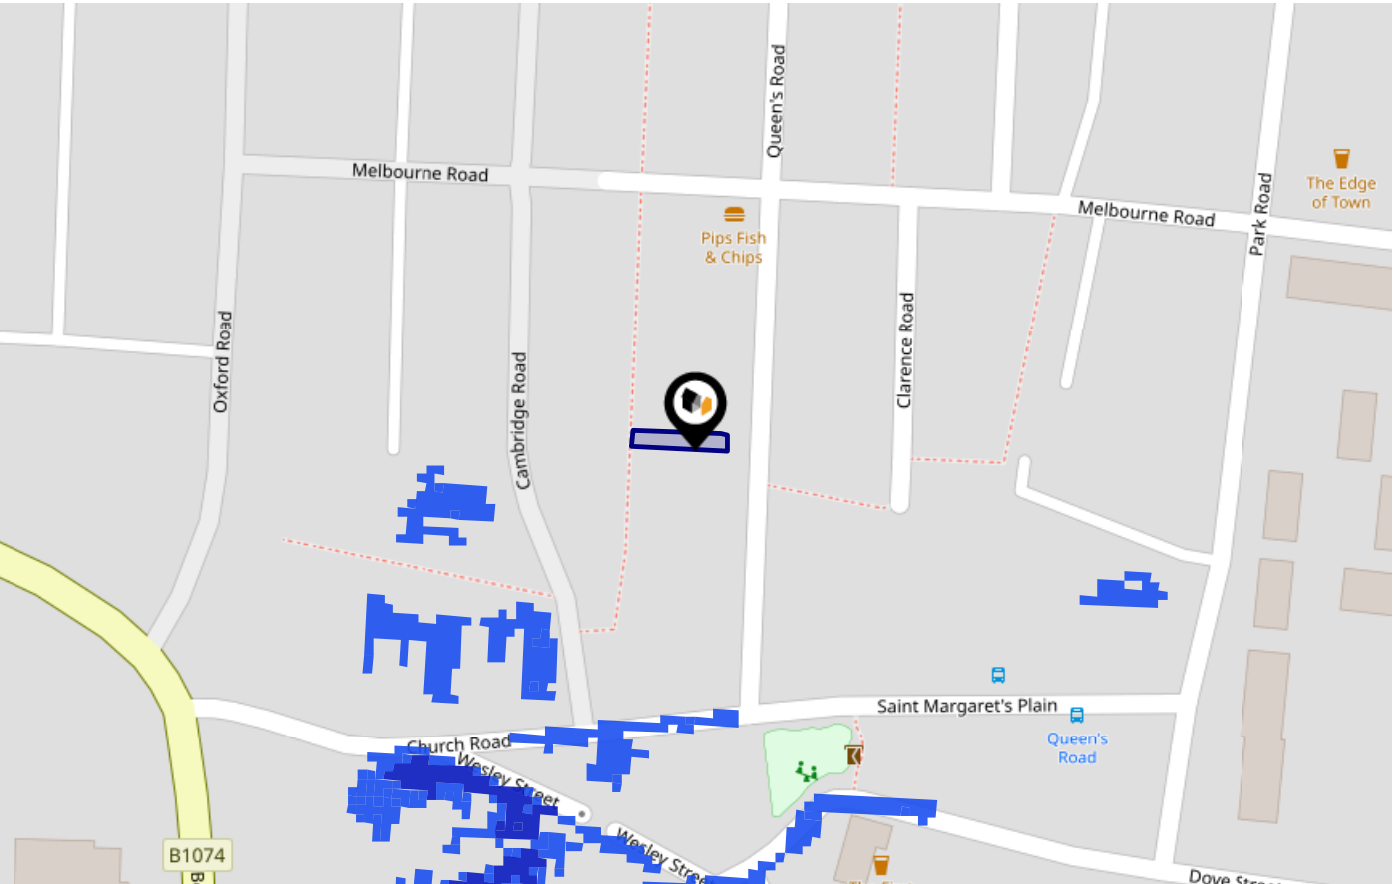 Queen's Road
Melbourne Road
The Edge
of Town
Park Road
Melbourne Road
Pips Fish
& Chips
Oxford Road
Clarence Road
Cambridge Road
Saint Margaret's Plain
Queen's
Road
Church Road
Wesley Street
Wesley Street
B1074
Dove Street